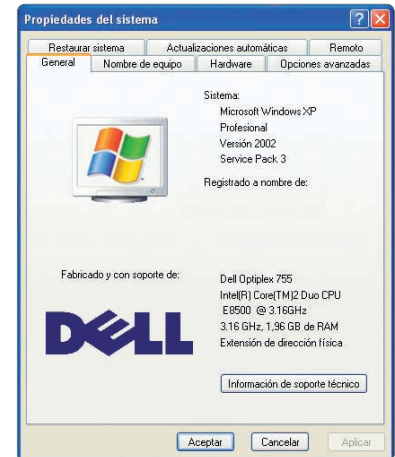 Propiedades del sistema
Restaurar sistema
Actualizaciones automáticas
Remoto
General
Nombre de equipo
Hardware
Opciones avanzadas
Sistema:
Microsoft Windows XP
Profesional
Versión 2002
Service Pack 3
Registrado a nombre de:
Fabricado y con soporte de:
DELL
Dell Optiplex 755
Intel(R) Core(TM)2 Duo CPU
E8500 @ 3.16GHz
3.16 GHz, 1,96 GB de RAM
Extensión de dirección física
Información de soporte técnico
Aceptar
Cancelar
Aplicar